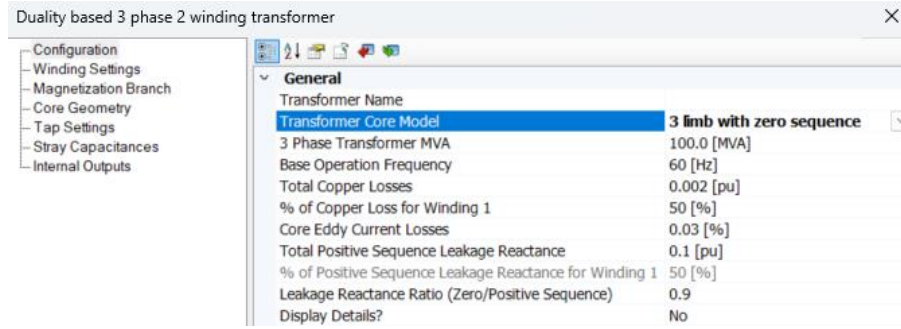 Duality based 3 phase 2 winding transformer
Configuration
Winding Settings
Magnetization Branch
Core Geometry
Tap Settings
Stray Capacitances
Internal Outputs
General
Transformer Name
Transformer Core Model 3 limb with zero sequence
3 Phase Transformer MVA 100.0 [MVA]
Base Operation Frequency 60 [Hz]
Total Copper Losses 0.002 [pu]
% of Copper Loss for Winding 1 50 [%]
Core Eddy Current Losses 0.03 [%]
Total Positive Sequence Leakage Reactance 0.1 [pu]
% of Positive Sequence Leakage Reactance for Winding 1 50 [%]
Leakage Reactance Ratio (Zero/Positive Sequence) 0.9
Display Details? No